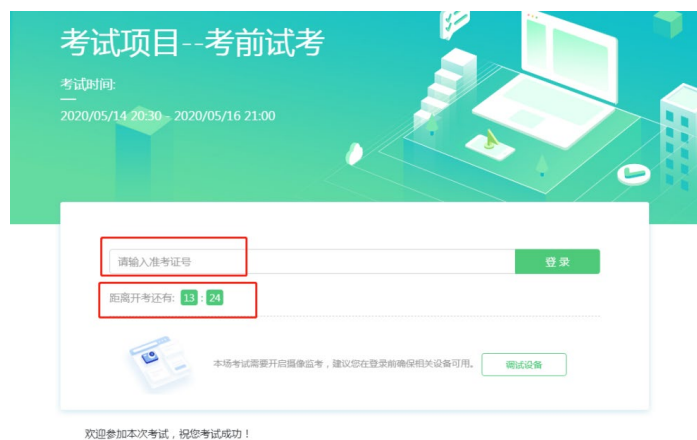 考试项目--考前试考
考试时间:
2020/05/14 20:30 - 2020/05/16 21:00
请输入准考证号
登 录
距离开考还有: 13 : 24
本场考试需要开启摄像监考，建议您在登录前确保相关设备可用。
调试设备
欢迎参加本次考试，祝您考试成功！